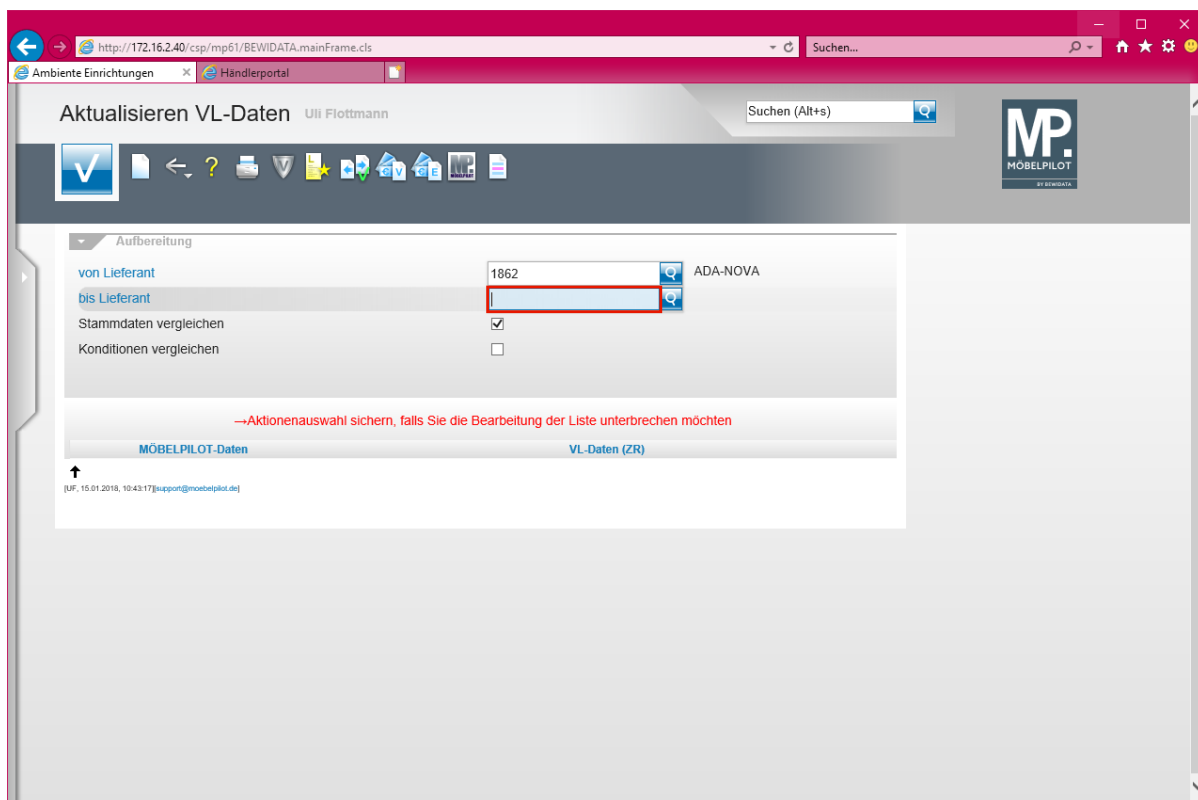 http://172.16.2.40/csp/mp61/BEWIDATA.mainFrame.cls
Suchen...
Ambiente Einrichtungen
Händlerportal
Aktualisieren VL-Daten Uli Flottmann
Suchen (Alt+s)
MP.
MÖBELPILOT
BY BEWIDATA
Aufbereitung
von Lieferant 1862 ADA-NOVA
bis Lieferant
Stammdaten vergleichen
Konditionen vergleichen
→Aktionenauswahl sichern, falls Sie die Bearbeitung der Liste unterbrechen möchten
MÖBELPILOT-Daten VL-Daten (ZR)
[UF, 15.01.2018, 10:43:17][support@moebelpilot.de]